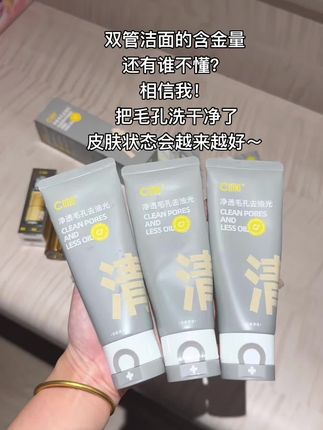 双管洁面的含金量
还有谁不懂?
相信我!
把毛孔洗干净了
皮肤状态会越来越好～
净透毛孔去油光
CLEAN PORES
AND
LESS OIL
清
净透毛孔去油光
CLEAN PORES
AND
LESS OIL
清
净透毛孔去油光
CLEAN PORES
AND
LESS OIL
清